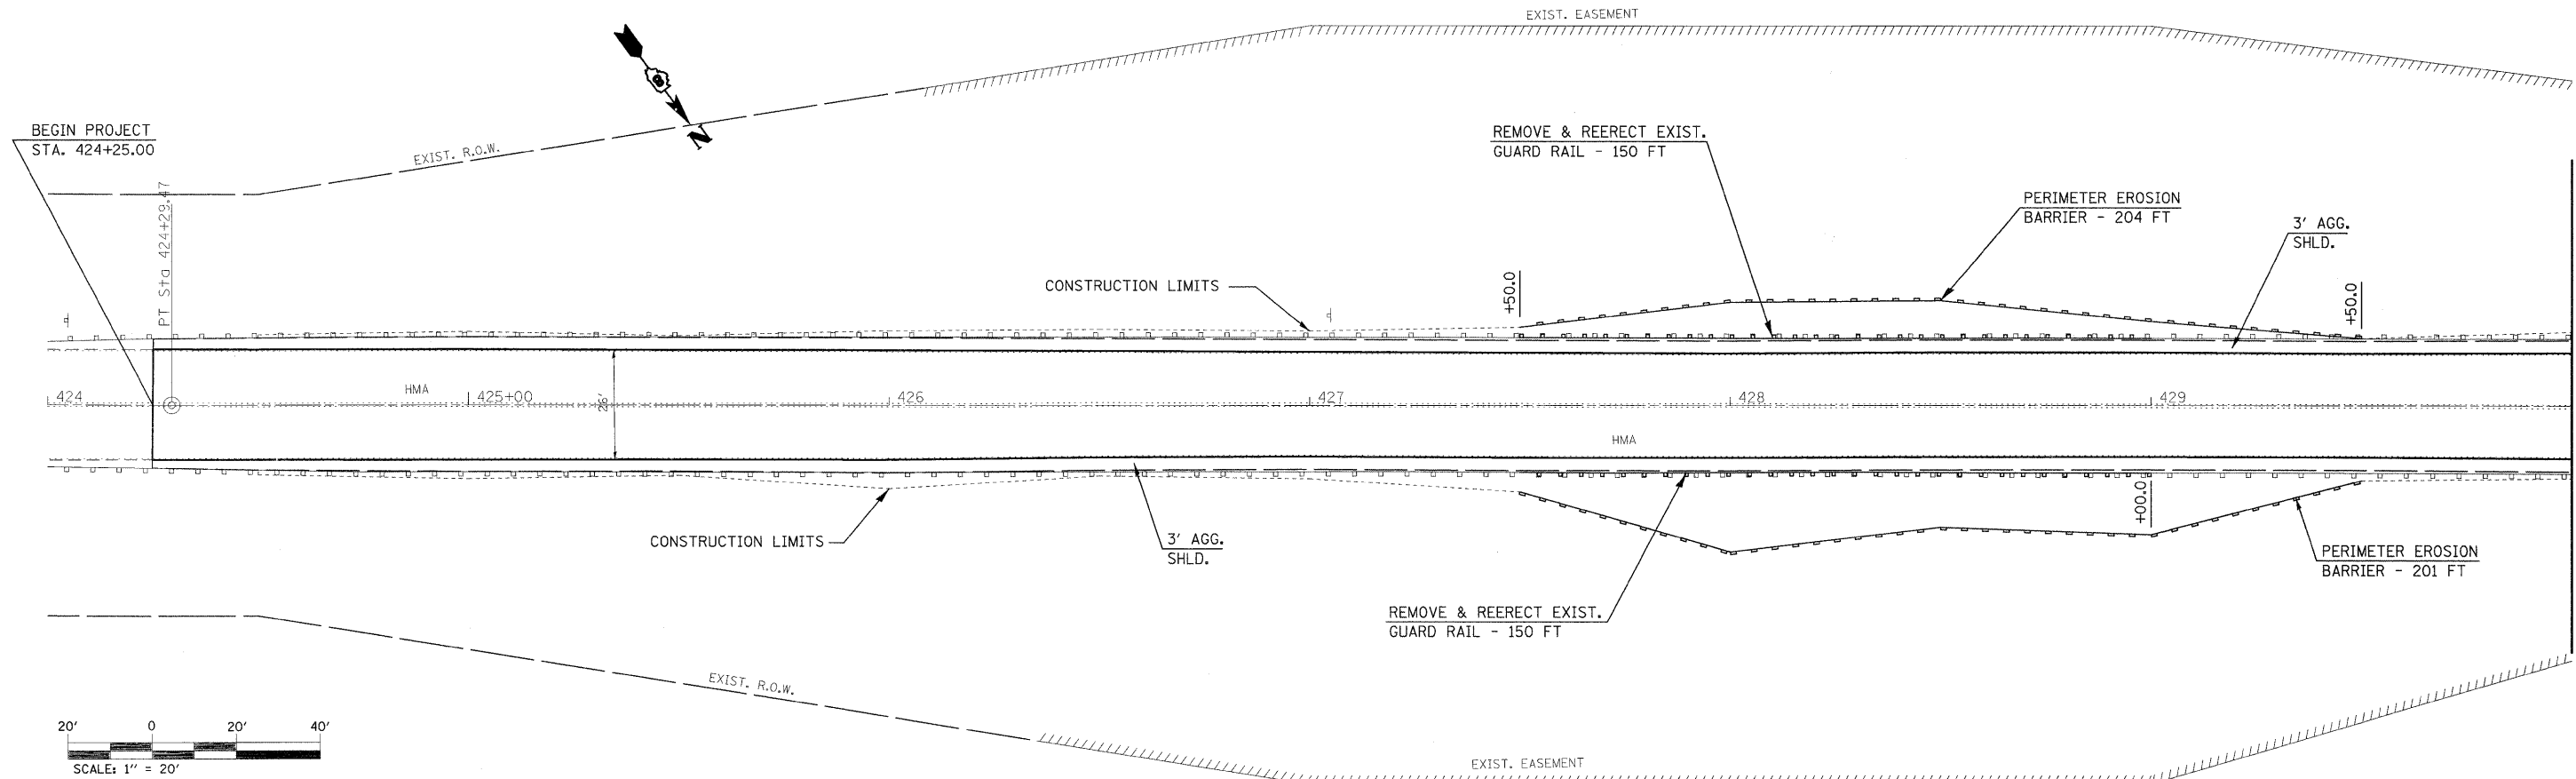 EXIST. EASEMENT
BEGIN PROJECT
STA. 424+25.00
EXIST. R.O.W.
N
REMOVE & REERECT EXIST.
GUARD RAIL - 150 FT
PERIMETER EROSION
BARRIER - 204 FT
3' AGG.
SHLD.
PT Sta 424+29.47
CONSTRUCTION LIMITS
+50.0
+50.0
424
HMA
425+00
26'
426
427
428
429
HMA
+00.0
CONSTRUCTION LIMITS
3' AGG.
SHLD.
PERIMETER EROSION
BARRIER - 201 FT
REMOVE & REERECT EXIST.
GUARD RAIL - 150 FT
EXIST. R.O.W.
20' 0 20' 40'
SCALE: 1" = 20'
EXIST. EASEMENT